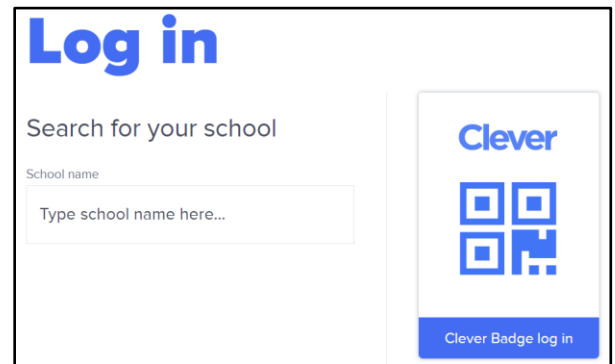 Log in
Search for your school
School name
Type school name here...
Clever
Clever Badge log in